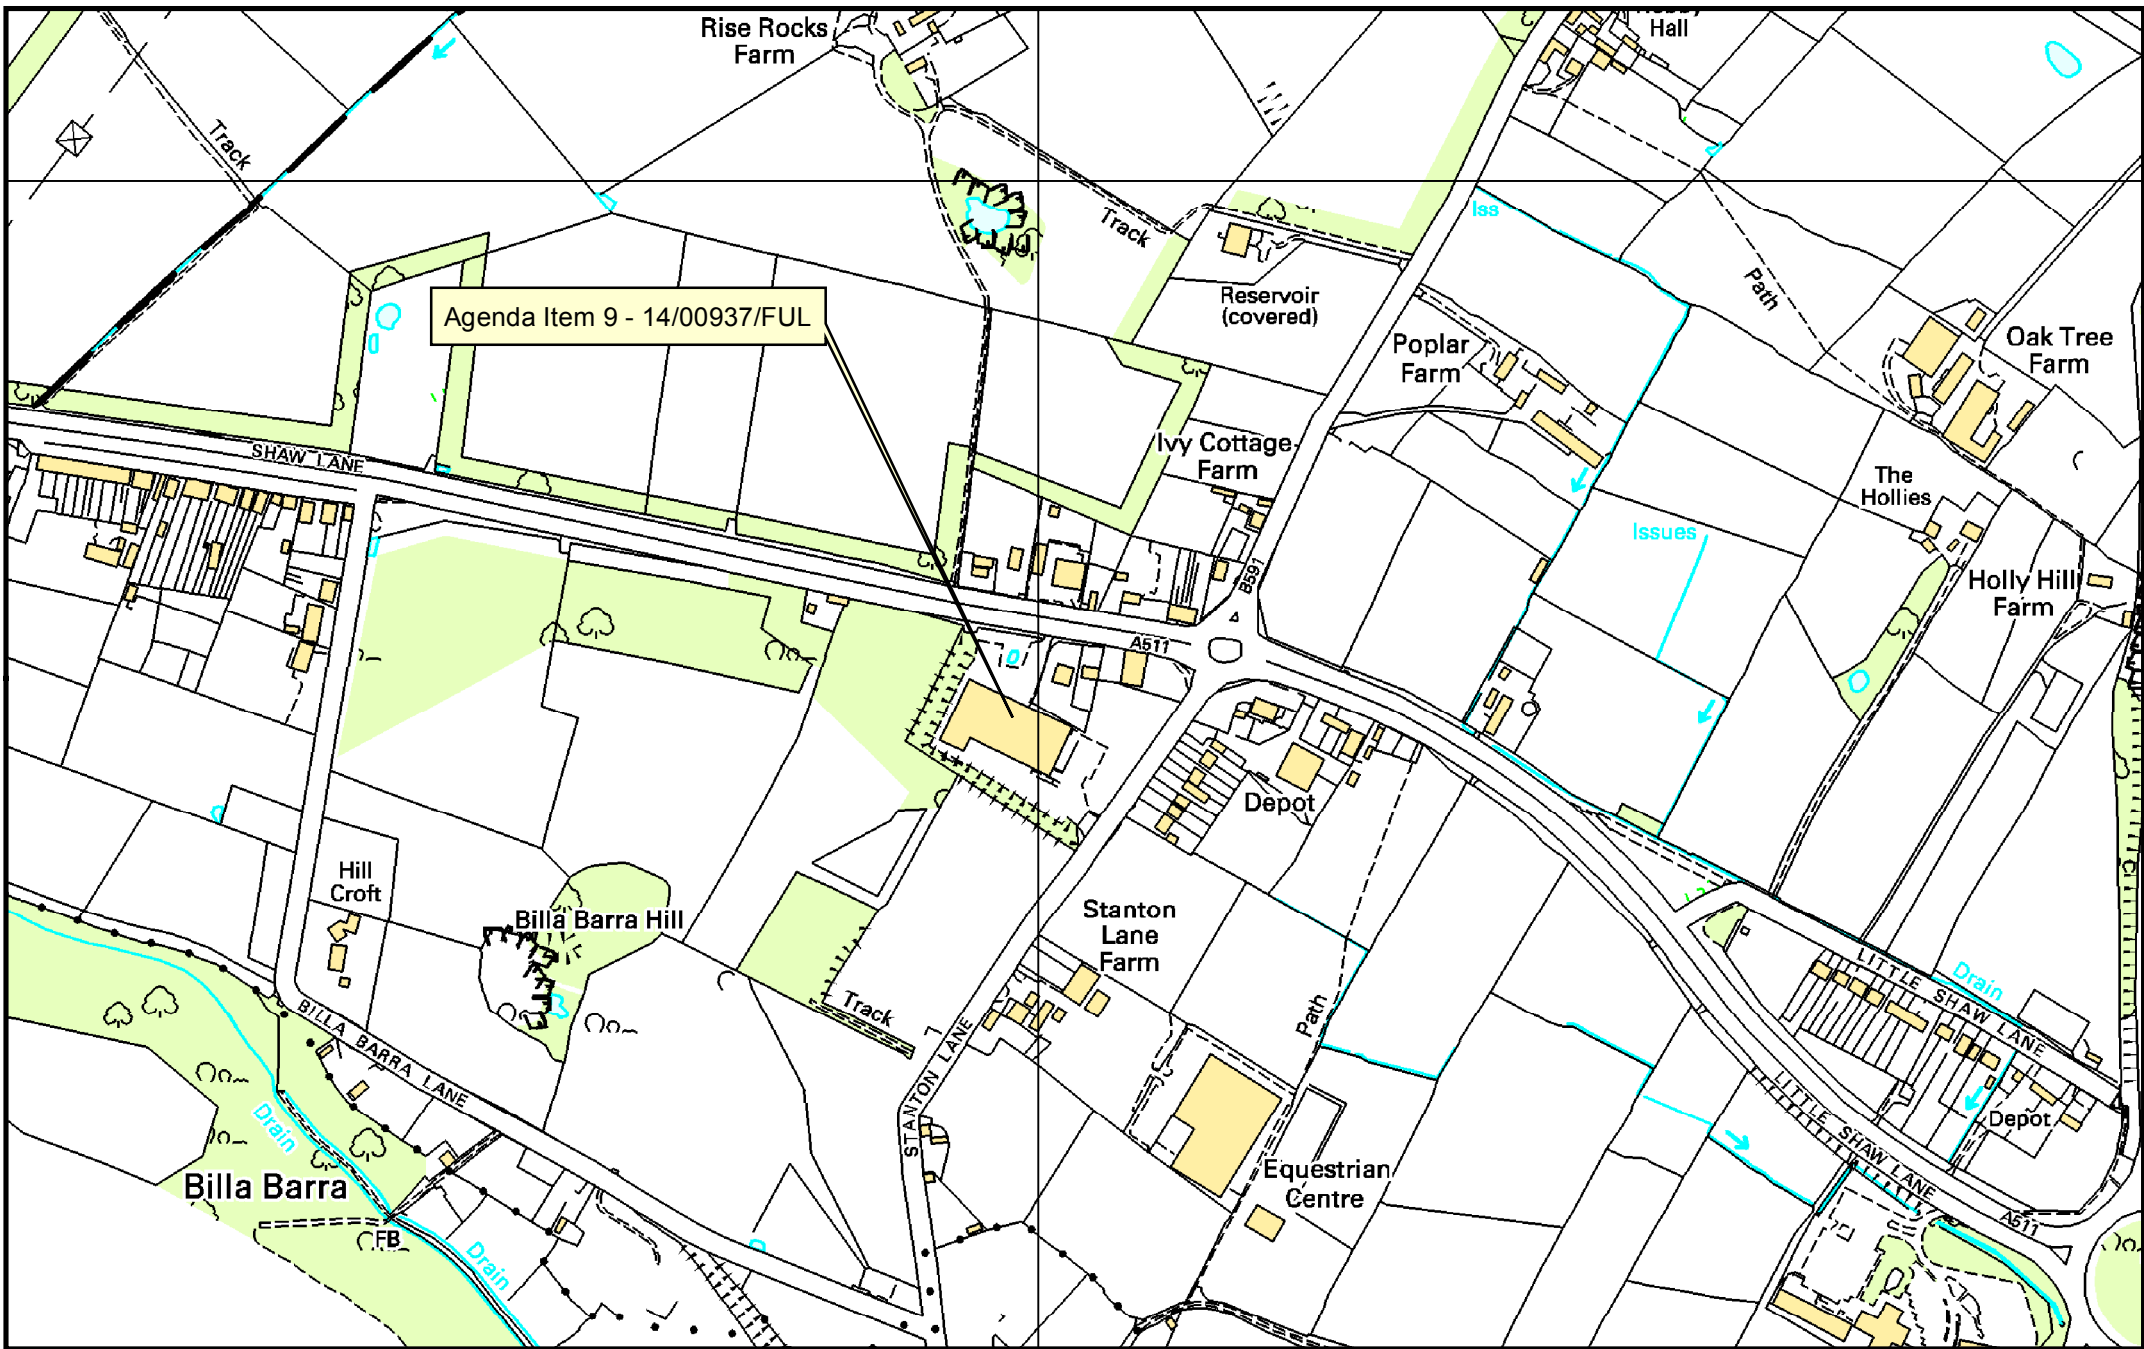 Rise Rocks
Farm
Hall
Track
Iss
Track
Path
Reservoir
(covered)
Agenda Item 9 - 14/00937/FUL
Poplar
Farm
Oak Tree
Farm
Ivy Cottage
Farm
SHAW LANE
The
Hollies
Issues
B591
Holly Hill
Farm
A511
Depot
Hill
Croft
Billa Barra Hill
Stanton
Lane
Farm
Track
Path
LITTLE SHAW LANE
Drain
BILLA BARRA LANE
STANTON LANE
LITTLE SHAW LANE
Depot
Drain
Billa Barra
FB
Drain
Equestrian
Centre
A511